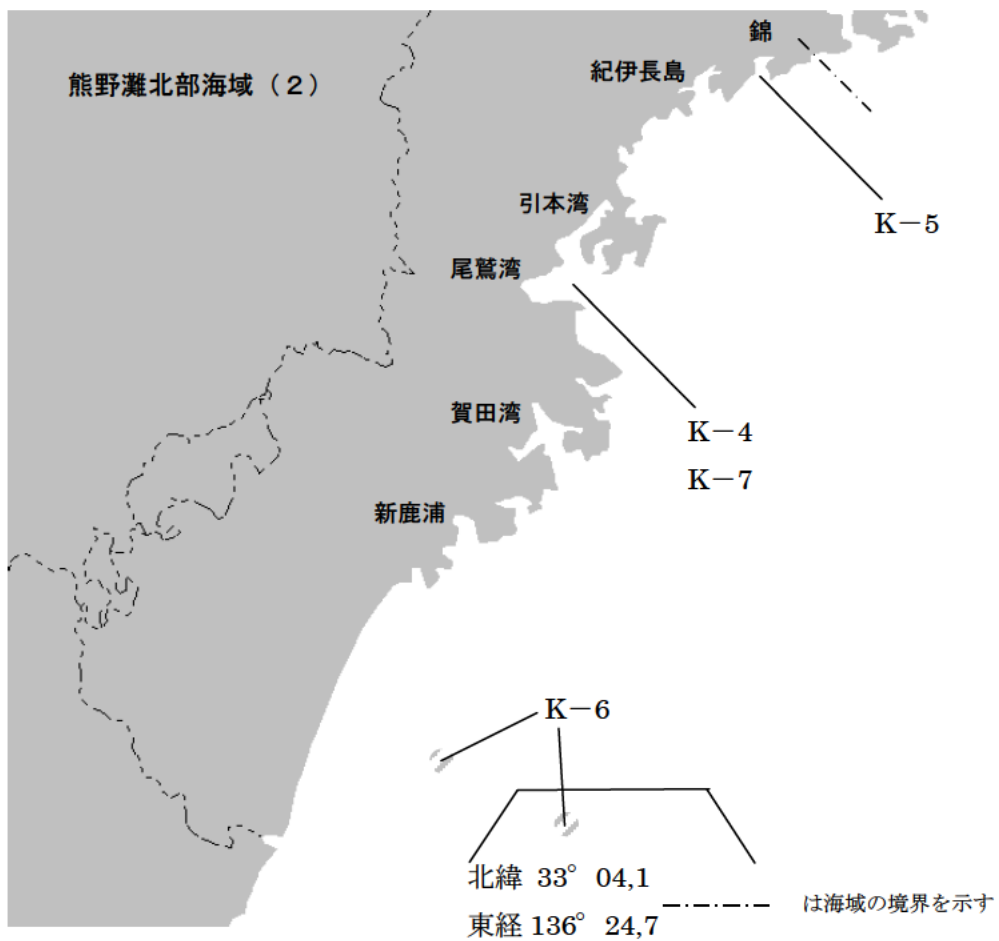 錦
熊野灘北部海域（２）
紀伊長島
引本湾
K－5
尾鷲湾
賀田湾
K－4
K－7
新鹿浦
K－6
北緯 33° 04,1
東経 136° 24,7
は海域の境界を示す